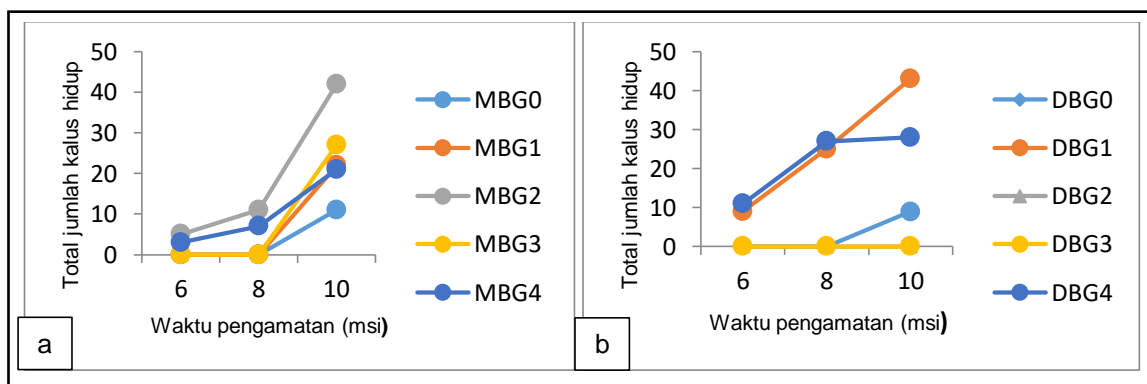 Total jumlah kalus hidup
50
40
30
20
10
0
6 8 10
Waktu pengamatan (msi)
MBG0
MBG1
MBG2
MBG3
MBG4
a
Total jumlah kalus hidup
50
40
30
20
10
0
6 8 10
Waktu pengamatan (msi)
DBG0
DBG1
DBG2
DBG3
DBG4
b